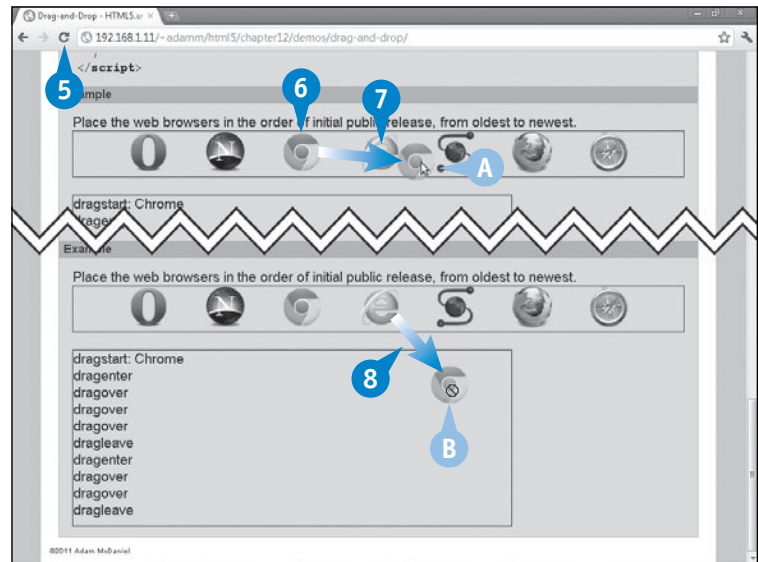 Drag-and-Drop - HTML5.ar
192.168.1.11/~adamm/html5/chapter12/demos/drag-and-drop/
</script>
5
6
7
Place the web browsers in the order of initial public release, from oldest to newest.
N
A
dragstart: Chrome
Example
Place the web browsers in the order of initial public release, from oldest to newest.
N
dragstart: Chrome
dragenter
dragover
dragover
dragover
dragleave
dragenter
dragover
dragover
dragleave
8
B
©2011 Adam McDaniel